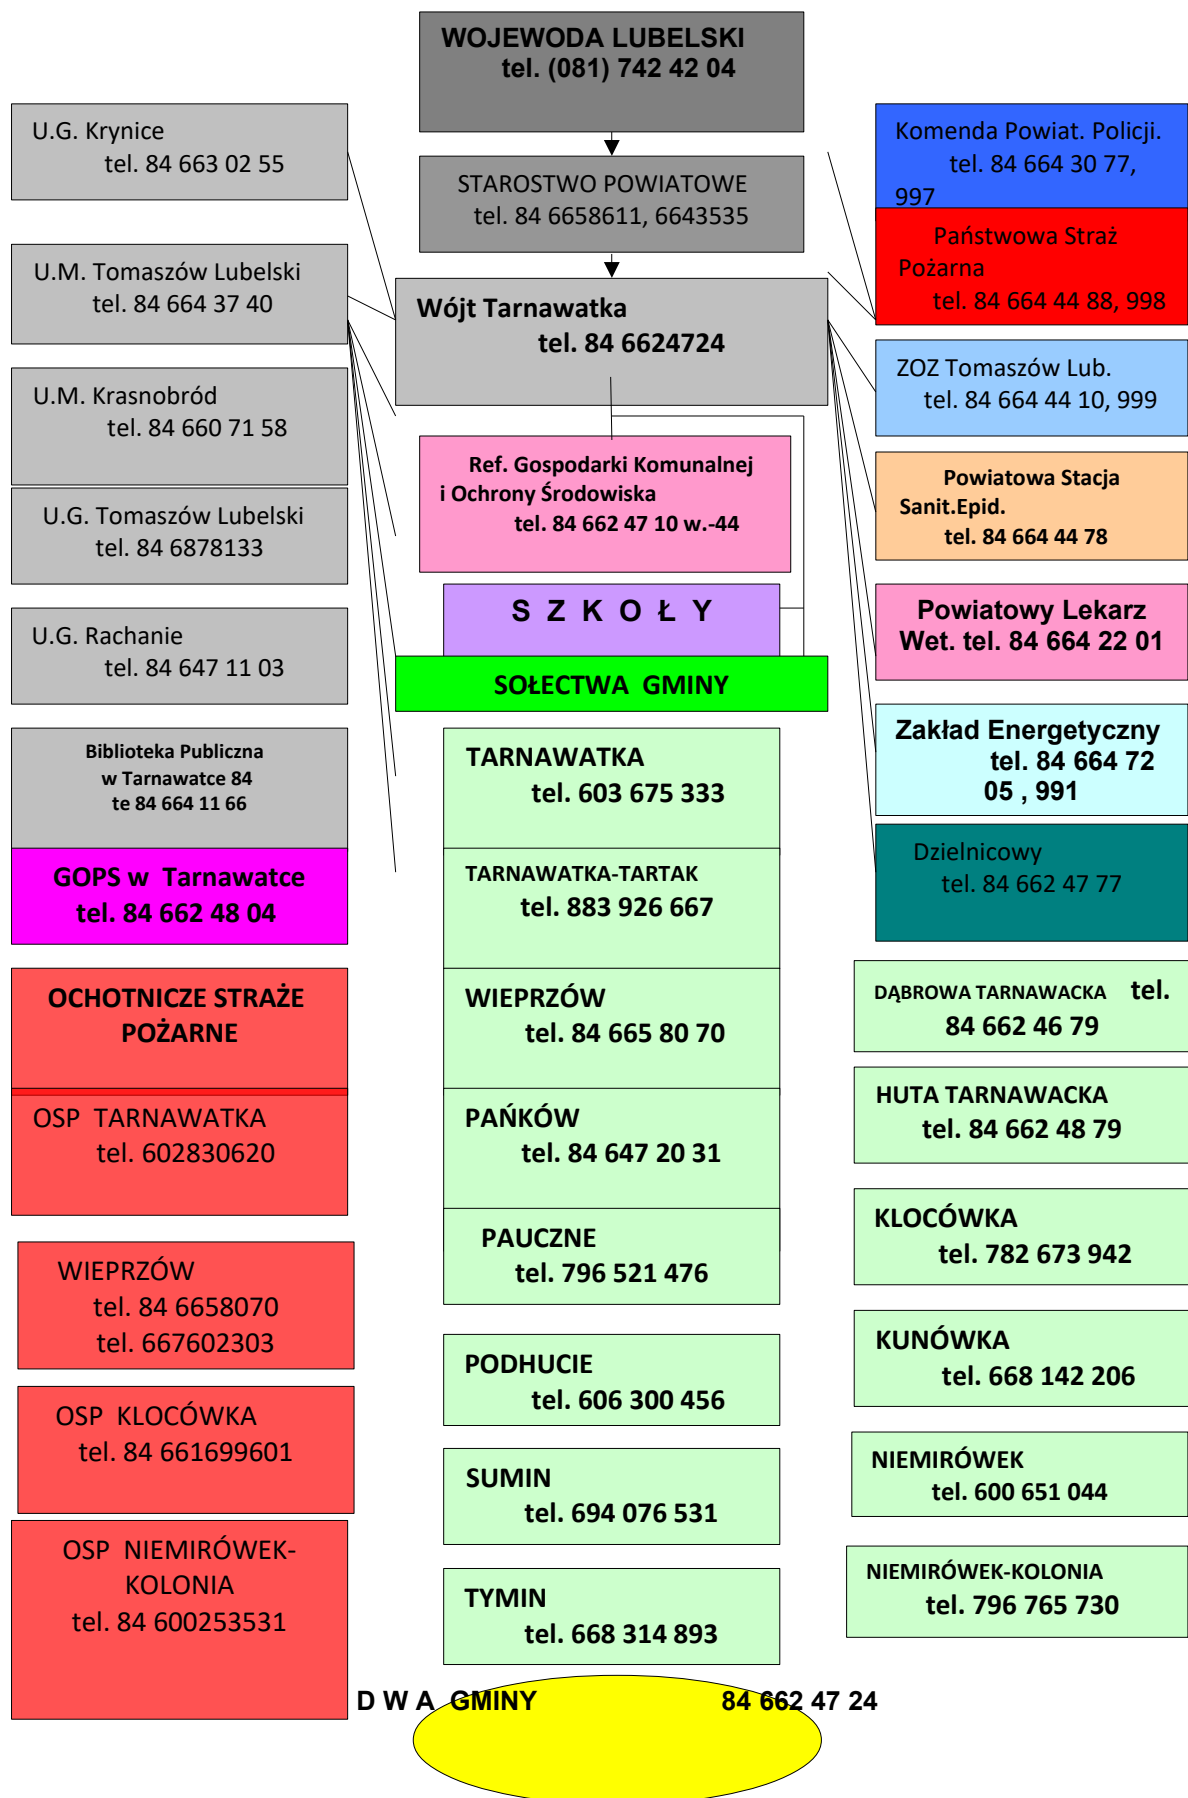 WOJEWODA LUBELSKI
tel. (081) 742 42 04
STAROSTWO POWIATOWE
tel. 84 6658611, 6643535
Wójt Tarnawatka
tel. 84 6624724
U.G. Krynice
tel. 84 663 02 55
U.M. Tomaszów Lubelski
tel. 84 664 37 40
U.M. Krasnobród
tel. 84 660 71 58
U.G. Tomaszów Lubelski
tel. 84 6878133
U.G. Rachanie
tel. 84 647 11 03
Biblioteka Publiczna
w Tarnawatce 84
te 84 664 11 66
GOPS w Tarnawatce
tel. 84 662 48 04
OCHOTNICZE STRAŻE
POŻARNE
OSP TARNAWATKA
tel. 602830620
WIEPRZÓW
tel. 84 6658070
tel. 667602303
OSP KLOCÓWKA
tel. 84 661699601
OSP NIEMIRÓWEK-
KOLONIA
tel. 84 600253531
Ref. Gospodarki Komunalnej
i Ochrony Środowiska
tel. 84 662 47 10 w.-44
S Z K O Ł Y
SOŁECTWA GMINY
TARNAWATKA
tel. 603 675 333
TARNAWATKA-TARTAK
tel. 883 926 667
WIEPRZÓW
tel. 84 665 80 70
PAŃKÓW
tel. 84 647 20 31
PAUCZNE
tel. 796 521 476
PODHUCIE
tel. 606 300 456
SUMIN
tel. 694 076 531
TYMIN
tel. 668 314 893
Komenda Powiat. Policji.
tel. 84 664 30 77,
997
Państwowa Straż
Pożarna
tel. 84 664 44 88, 998
ZOZ Tomaszów Lub.
tel. 84 664 44 10, 999
Powiatowa Stacja
Sanit.Epid.
tel. 84 664 44 78
Powiatowy Lekarz
Wet. tel. 84 664 22 01
Zakład Energetyczny
tel. 84 664 72
05 , 991
Dzielnicowy
tel. 84 662 47 77
DĄBROWA TARNAWACKA tel.
84 662 46 79
HUTA TARNAWACKA
tel. 84 662 48 79
KLOCÓWKA
tel. 782 673 942
KUNÓWKA
tel. 668 142 206
NIEMIRÓWEK
tel. 600 651 044
NIEMIRÓWEK-KOLONIA
tel. 796 765 730
D W A GMINY 84 662 47 24